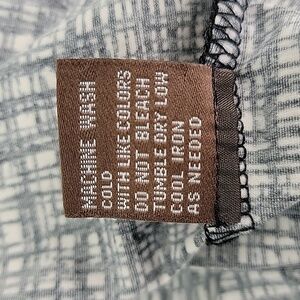 MACHINE WASH
COLD
WITH LIKE COLORS
DO NOT BLEACH
TUMBLE DRY LOW
COOL IRON
AS NEEDED